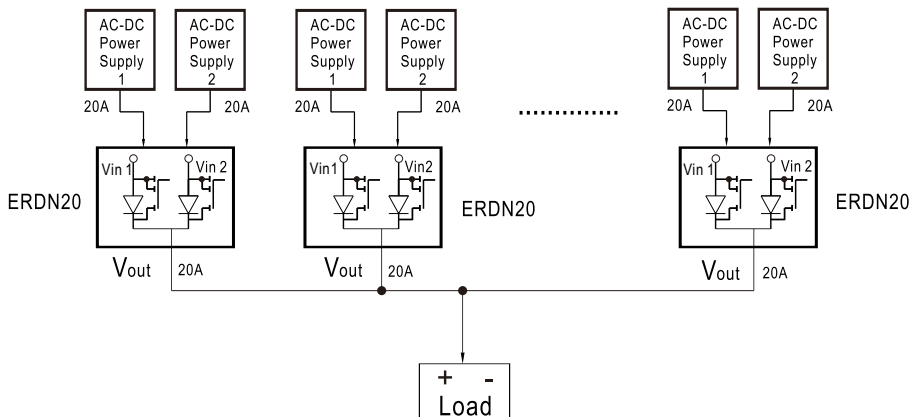 AC-DC
Power
Supply
1
AC-DC
Power
Supply
2
AC-DC
Power
Supply
1
AC-DC
Power
Supply
2
AC-DC
Power
Supply
1
AC-DC
Power
Supply
2
20A
20A
20A
20A
20A
20A
Vin 1
Vin 2
Vin1
Vin2
Vin 1
Vin 2
ERDN20
ERDN20
ERDN20
Vout
20A
Vout
20A
Vout
20A
+ -
Load